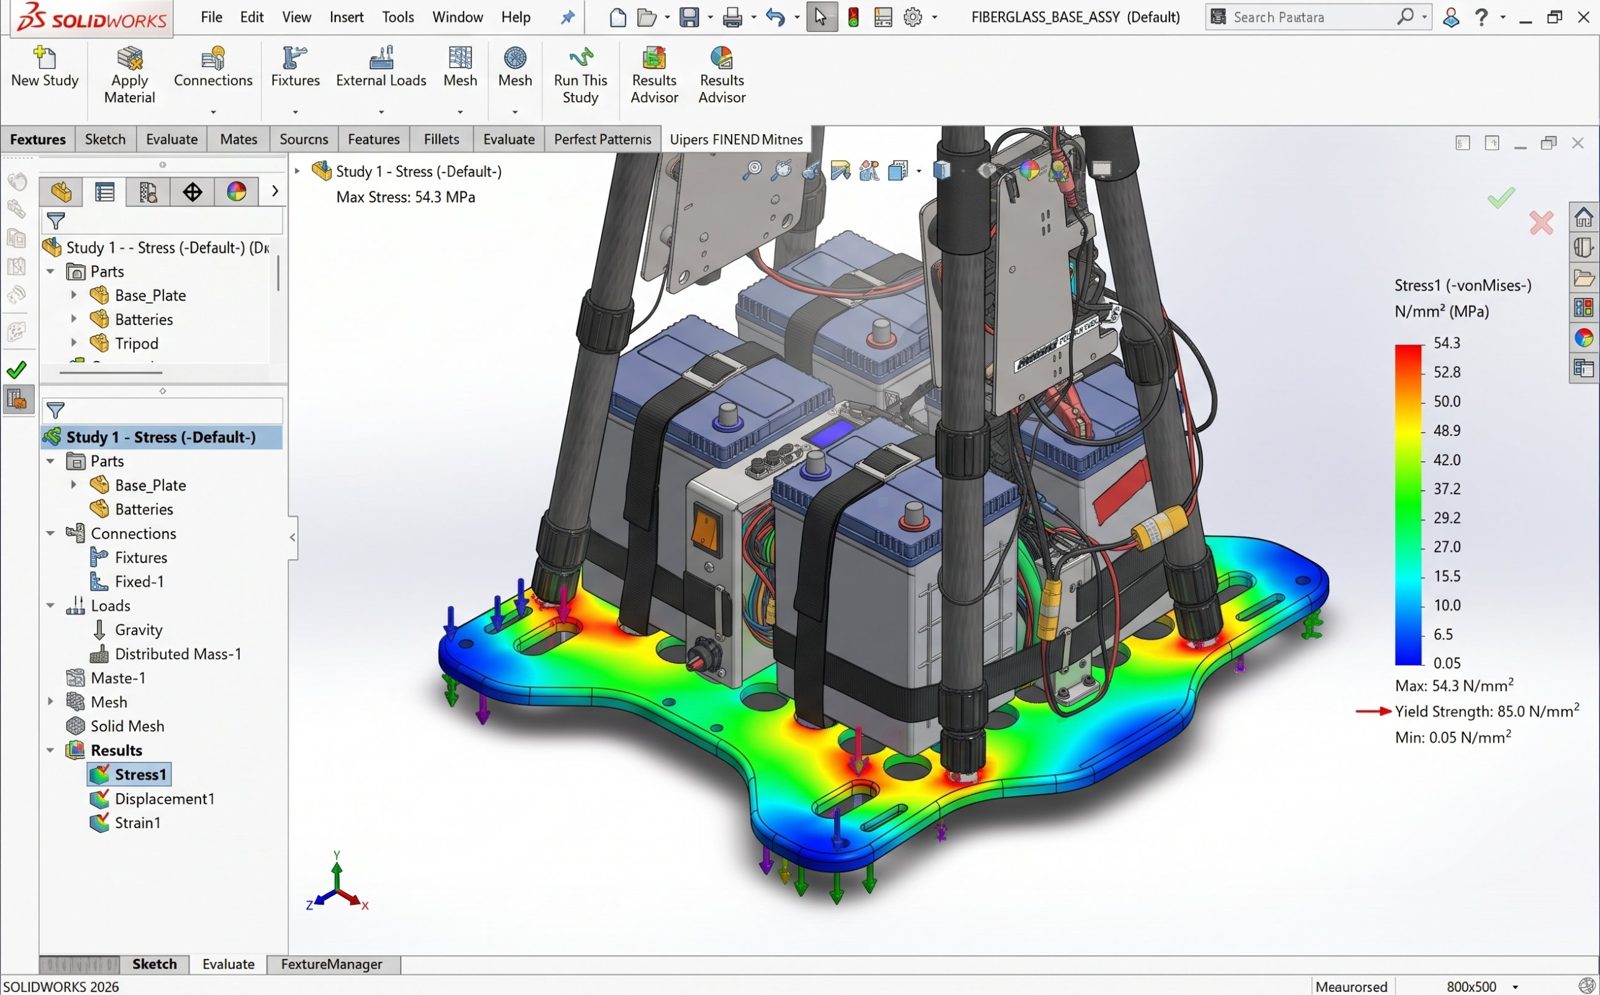 SOLIDWORKS
File Edit View Insert Tools Window Help
FIBERGLASS_BASE_ASSY (Default)
Search Pautara
New Study
Apply Material
Connections
Fixtures
External Loads
Mesh
Mesh
Run This Study
Results Advisor
Results Advisor
Fextures Sketch Evaluate Mates Sourcns Features Fillets Evaluate Perfect Patternis Uipers FINEND Mitnes
Study 1 - Stress (-Default-)
Max Stress: 54.3 MPa
Study 1 - - Stress (-Default-) (Dк
Parts
Base_Plate
Batteries
Tripod
Study 1 - Stress (-Default-)
Parts
Base_Plate
Batteries
Connections
Fixtures
Fixed-1
Loads
Gravity
Distributed Mass-1
Maste-1
Mesh
Solid Mesh
Results
Stress1
Displacement1
Strain1
Y
Z
X
Stress1 (-vonMises-)
N/mm² (MPa)
54.3
52.8
50.0
48.9
42.0
37.2
29.2
27.0
15.5
10.0
6.5
0.05
Max: 54.3 N/mm²
Yield Strength: 85.0 N/mm²
Min: 0.05 N/mm²
Sketch Evaluate FextureManager
SOLIDWORKS 2026
Meaurorsed
800x500